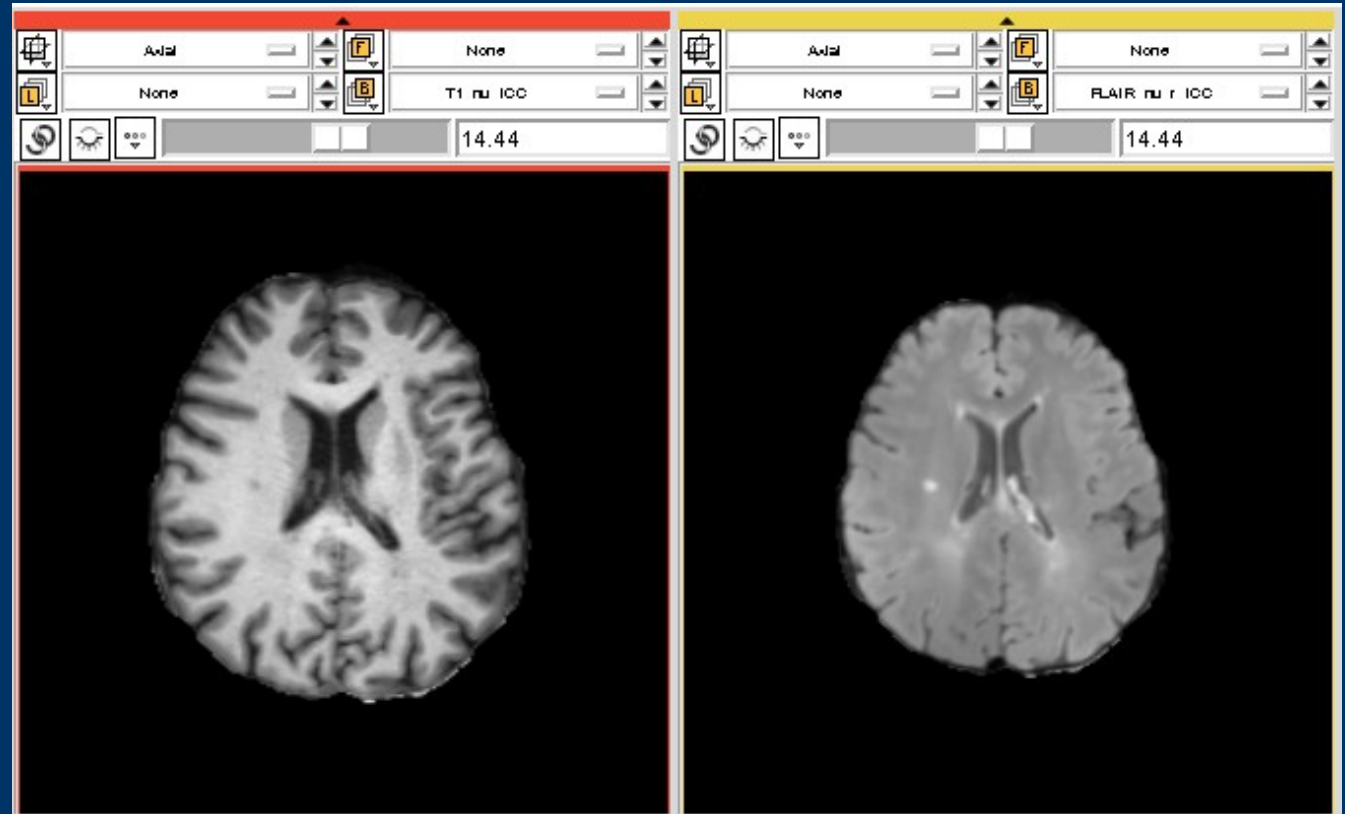 Axial None Axial None
L None B T1 nu ICC L None B FLAIR nu r ICC
F F
14.44 14.44